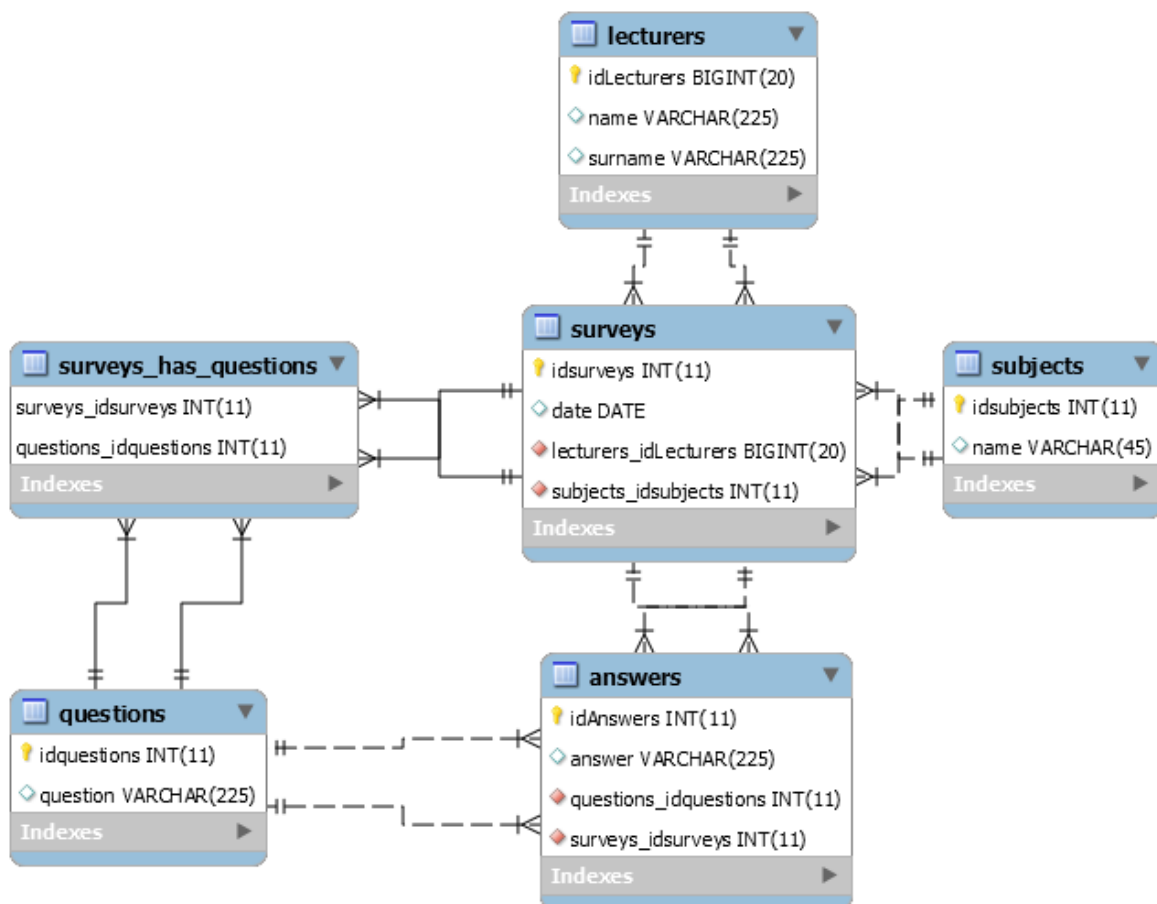 lecturers
idLecturers BIGINT(20)
name VARCHAR(225)
surname VARCHAR(225)
Indexes
surveys
idsurveys INT(11)
date DATE
lecturers_idLecturers BIGINT(20)
subjects_idsubjects INT(11)
Indexes
surveys_has_questions
surveys_idsurveys INT(11)
questions_idquestions INT(11)
Indexes
subjects
idsubjects INT(11)
name VARCHAR(45)
Indexes
questions
idquestions INT(11)
question VARCHAR(225)
Indexes
answers
idAnswers INT(11)
answer VARCHAR(225)
questions_idquestions INT(11)
surveys_idsurveys INT(11)
Indexes